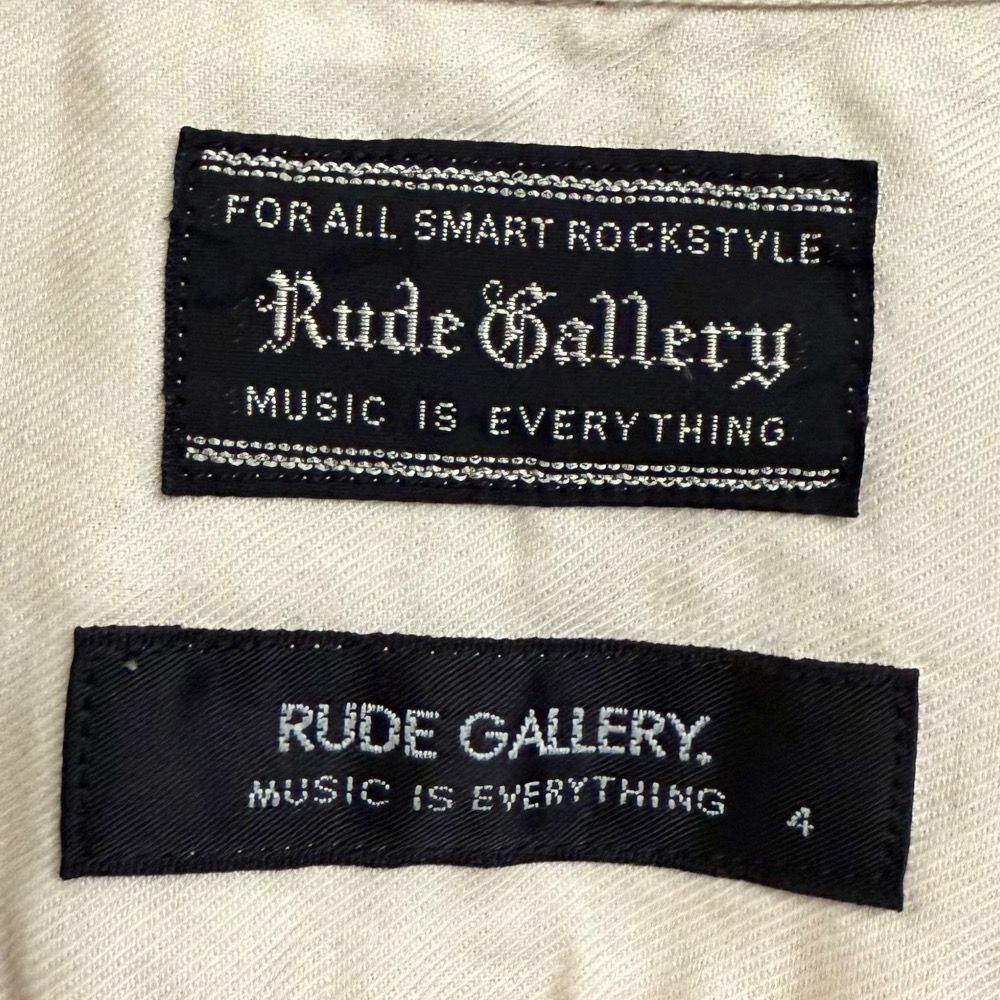 FOR ALL SMART ROCKSTYLE
Rude Gallery
MUSIC IS EVERYTHING
RUDE GALLERY.
MUSIC IS EVERYTHING
4